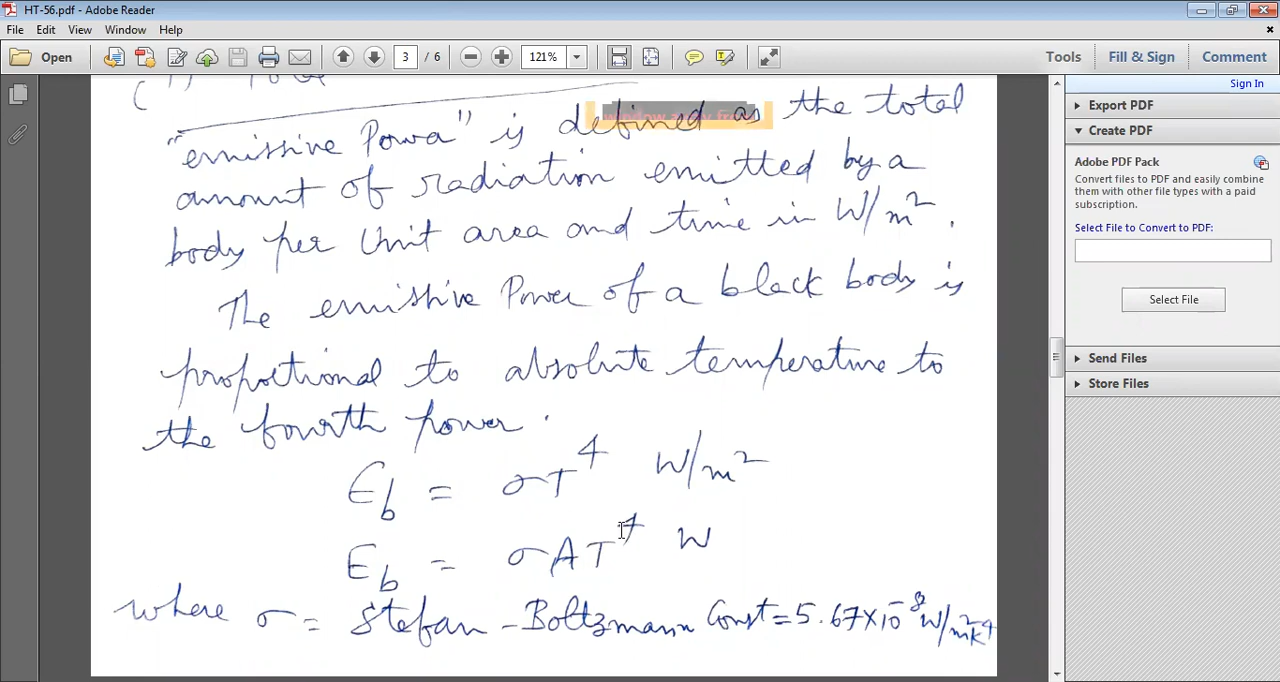 HT-56.pdf - Adobe Reader
File Edit View Window Help
Open 3 / 6 121% Tools Fill & Sign Comment
Sign In
Export PDF
Create PDF
Adobe PDF Pack
Convert files to PDF and easily combine
them with other file types with a paid
subscription.
Select File to Convert to PDF:
Select File
Send Files
Store Files
"emissive Power" is defined as the total
amount of radiation emitted by a
body per Unit area and time in W/m².
The emissive Power of a black body is
proportional to absolute temperature to
the fourth power.
E_b = σT⁴ W/m²
E_b = σAT⁴ W
where σ = Stefan-Boltzmann Const = 5.67×10⁻⁸ W/m²K⁴